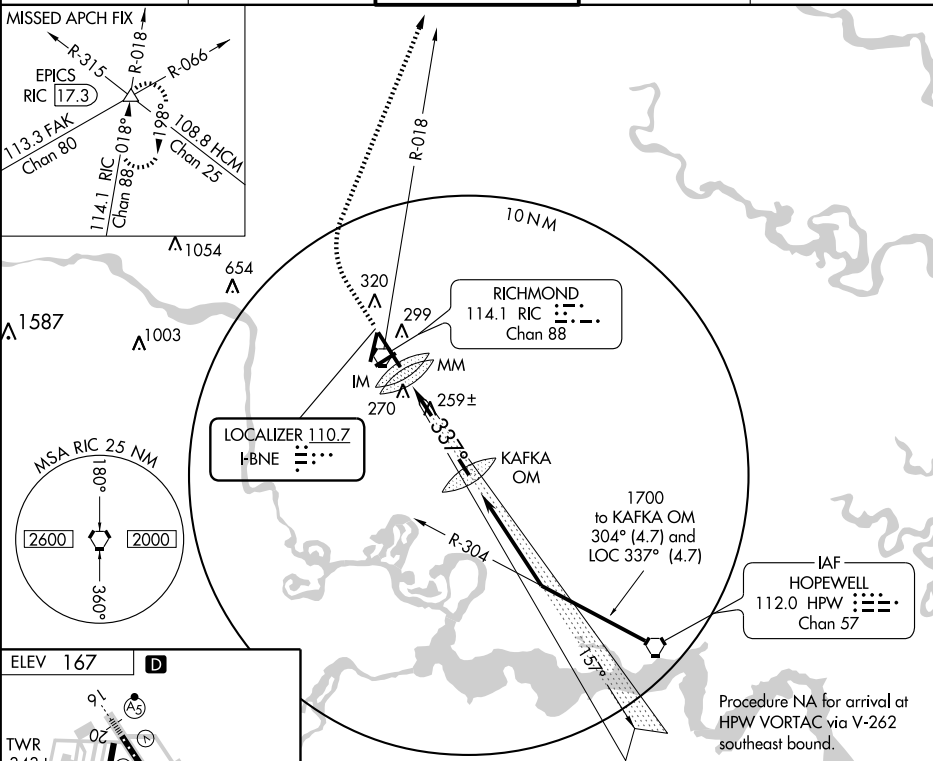 MISSED APCH FIX
R-315
R-018
R-066
EPICS
RIC 17.3
113.3 FAK
Chan 80
018°
198°
114.1 RIC
Chan 88
108.8 HCM
Chan 25
R-018
10 NM
1054
654
1587
1003
320
299
RICHMOND
114.1 RIC
Chan 88
IM
MM
270
259±
LOCALIZER 110.7
I-BNE
337°
KAFKA
OM
MSA RIC 25 NM
180°
2600
2000
360°
1700
to KAFKA OM
304° (4.7) and
LOC 337° (4.7)
R-304
IAF
HOPEWELL
112.0 HPW
Chan 57
157°
Procedure NA for arrival at
HPW VORTAC via V-262
southeast bound.
ELEV 167 D
16
20
A5
TWR